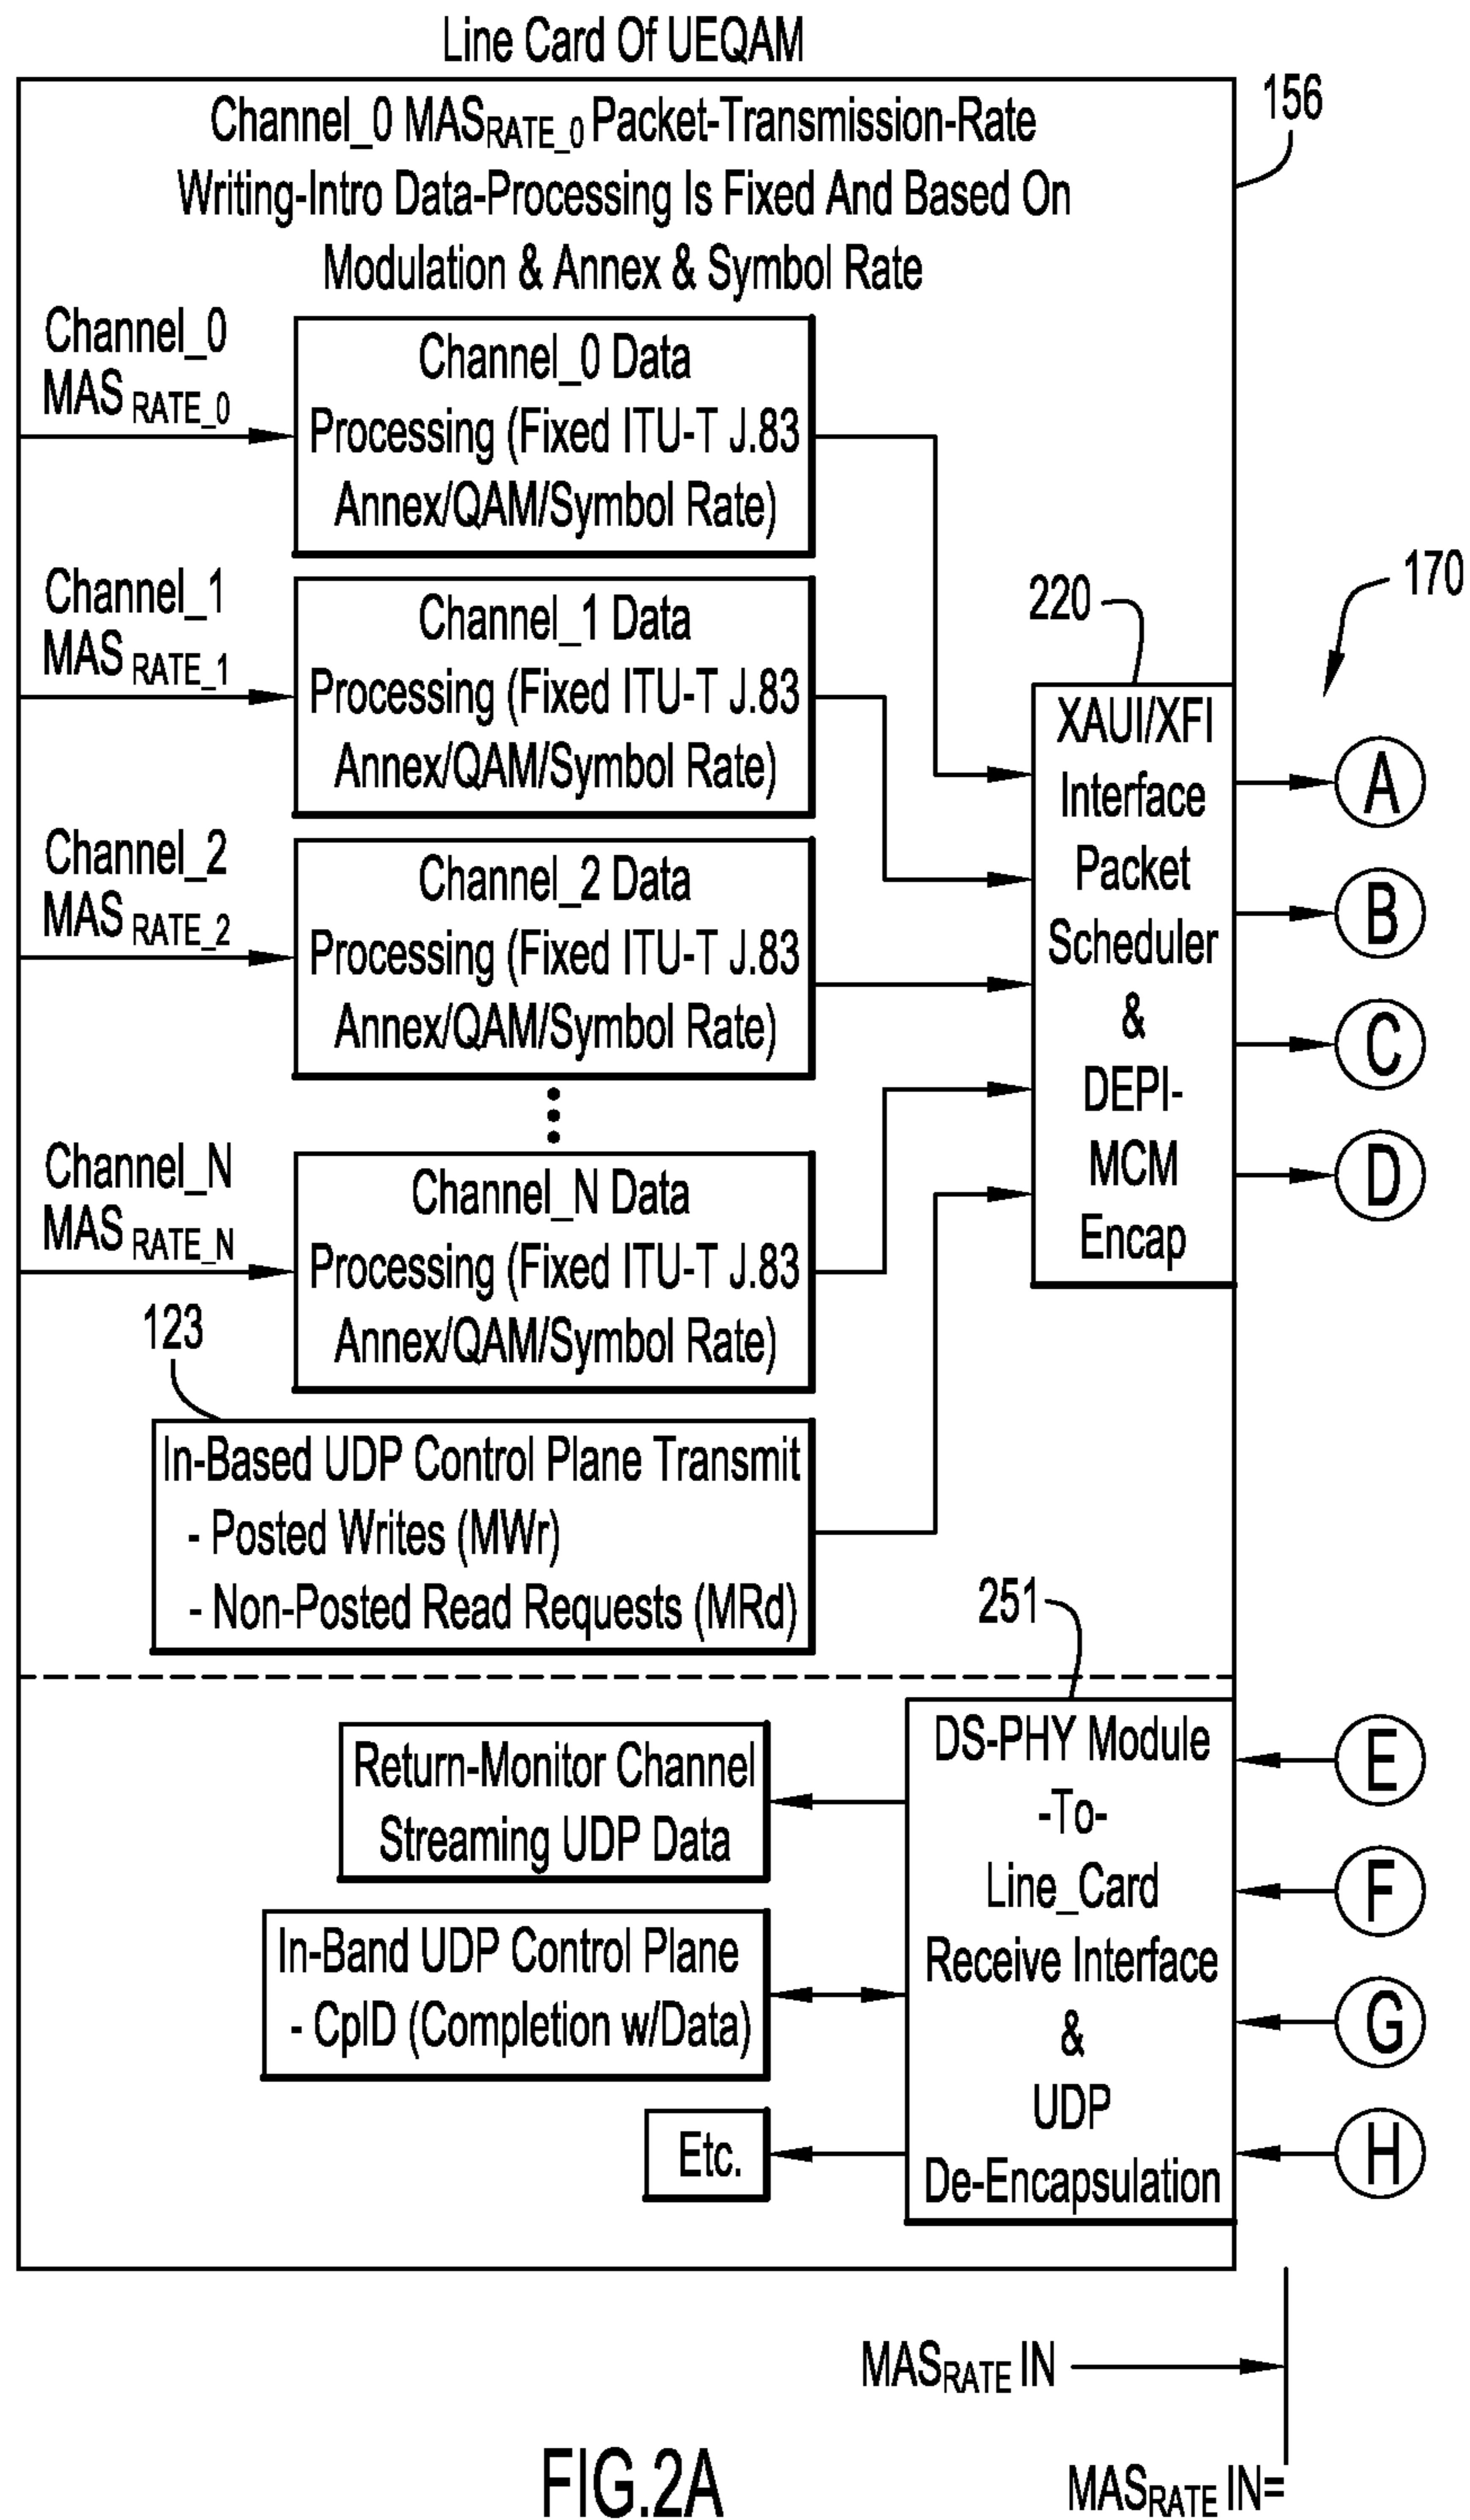 Line Card Of UEQAM
Channel_0 MASRATE_0 Packet-Transmission-Rate
Writing-Intro Data-Processing Is Fixed And Based On
Modulation & Annex & Symbol Rate
156
Channel_0
MAS RATE_0
Channel_0 Data
Processing (Fixed ITU-T J.83
Annex/QAM/Symbol Rate)
Channel_1
MAS RATE_1
Channel_1 Data
Processing (Fixed ITU-T J.83
Annex/QAM/Symbol Rate)
Channel_2
MAS RATE_2
Channel_2 Data
Processing (Fixed ITU-T J.83
Annex/QAM/Symbol Rate)
Channel_N
MAS RATE_N
Channel_N Data
Processing (Fixed ITU-T J.83
Annex/QAM/Symbol Rate)
123
In-Based UDP Control Plane Transmit
- Posted Writes (MWr)
- Non-Posted Read Requests (MRd)
220
XAUI/XFI
Interface
Packet
Scheduler
&
DEPI-
MCM
Encap
170
A
B
C
D
251
DS-PHY Module
-To-
Line_Card
Receive Interface
&
UDP
De-Encapsulation
Return-Monitor Channel
Streaming UDP Data
In-Band UDP Control Plane
- CplD (Completion w/Data)
Etc.
E
F
G
H
MASRATE IN
MASRATE IN=
FIG.2A